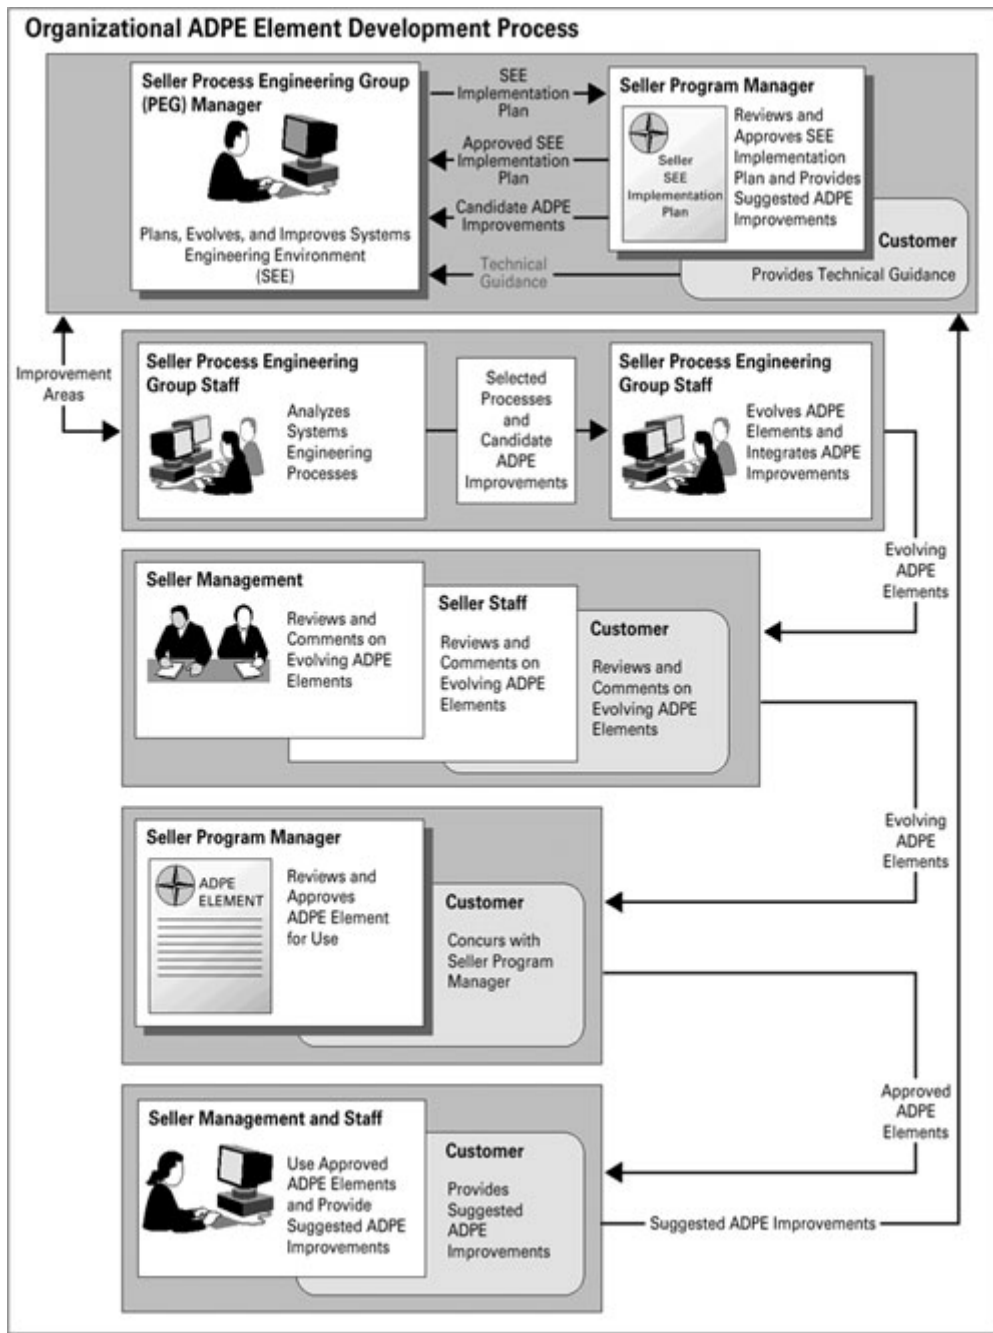 Organizational ADPE Element Development Process
Seller Process Engineering Group
(PEG) Manager
Plans, Evolves, and Improves Systems
Engineering Environment
(SEE)
SEE
Implementation
Plan
Approved SEE
Implementation
Plan
Candidate ADPE
Improvements
Technical
Guidance
Seller Program Manager
Seller
SEE
Implementation
Plan
Reviews and
Approves SEE
Implementation
Plan and Provides
Suggested ADPE
Improvements
Customer
Provides Technical Guidance
Improvement
Areas
Seller Process Engineering
Group Staff
Analyzes
Systems
Engineering
Processes
Selected
Processes
and
Candidate
ADPE
Improvements
Seller Process Engineering
Group Staff
Evolves ADPE
Elements and
Integrates ADPE
Improvements
Evolving
ADPE
Elements
Seller Management
Reviews and
Comments on
Evolving ADPE
Elements
Seller Staff
Reviews and
Comments on
Evolving ADPE
Elements
Customer
Reviews and
Comments on
Evolving ADPE
Elements
Evolving
ADPE
Elements
Seller Program Manager
ADPE
ELEMENT
Reviews and
Approves
ADPE Element
for Use
Customer
Concurs with
Seller Program
Manager
Approved
ADPE
Elements
Seller Management and Staff
Use Approved
ADPE Elements
and Provide
Suggested ADPE
Improvements
Customer
Provides
Suggested
ADPE
Improvements
Suggested ADPE Improvements